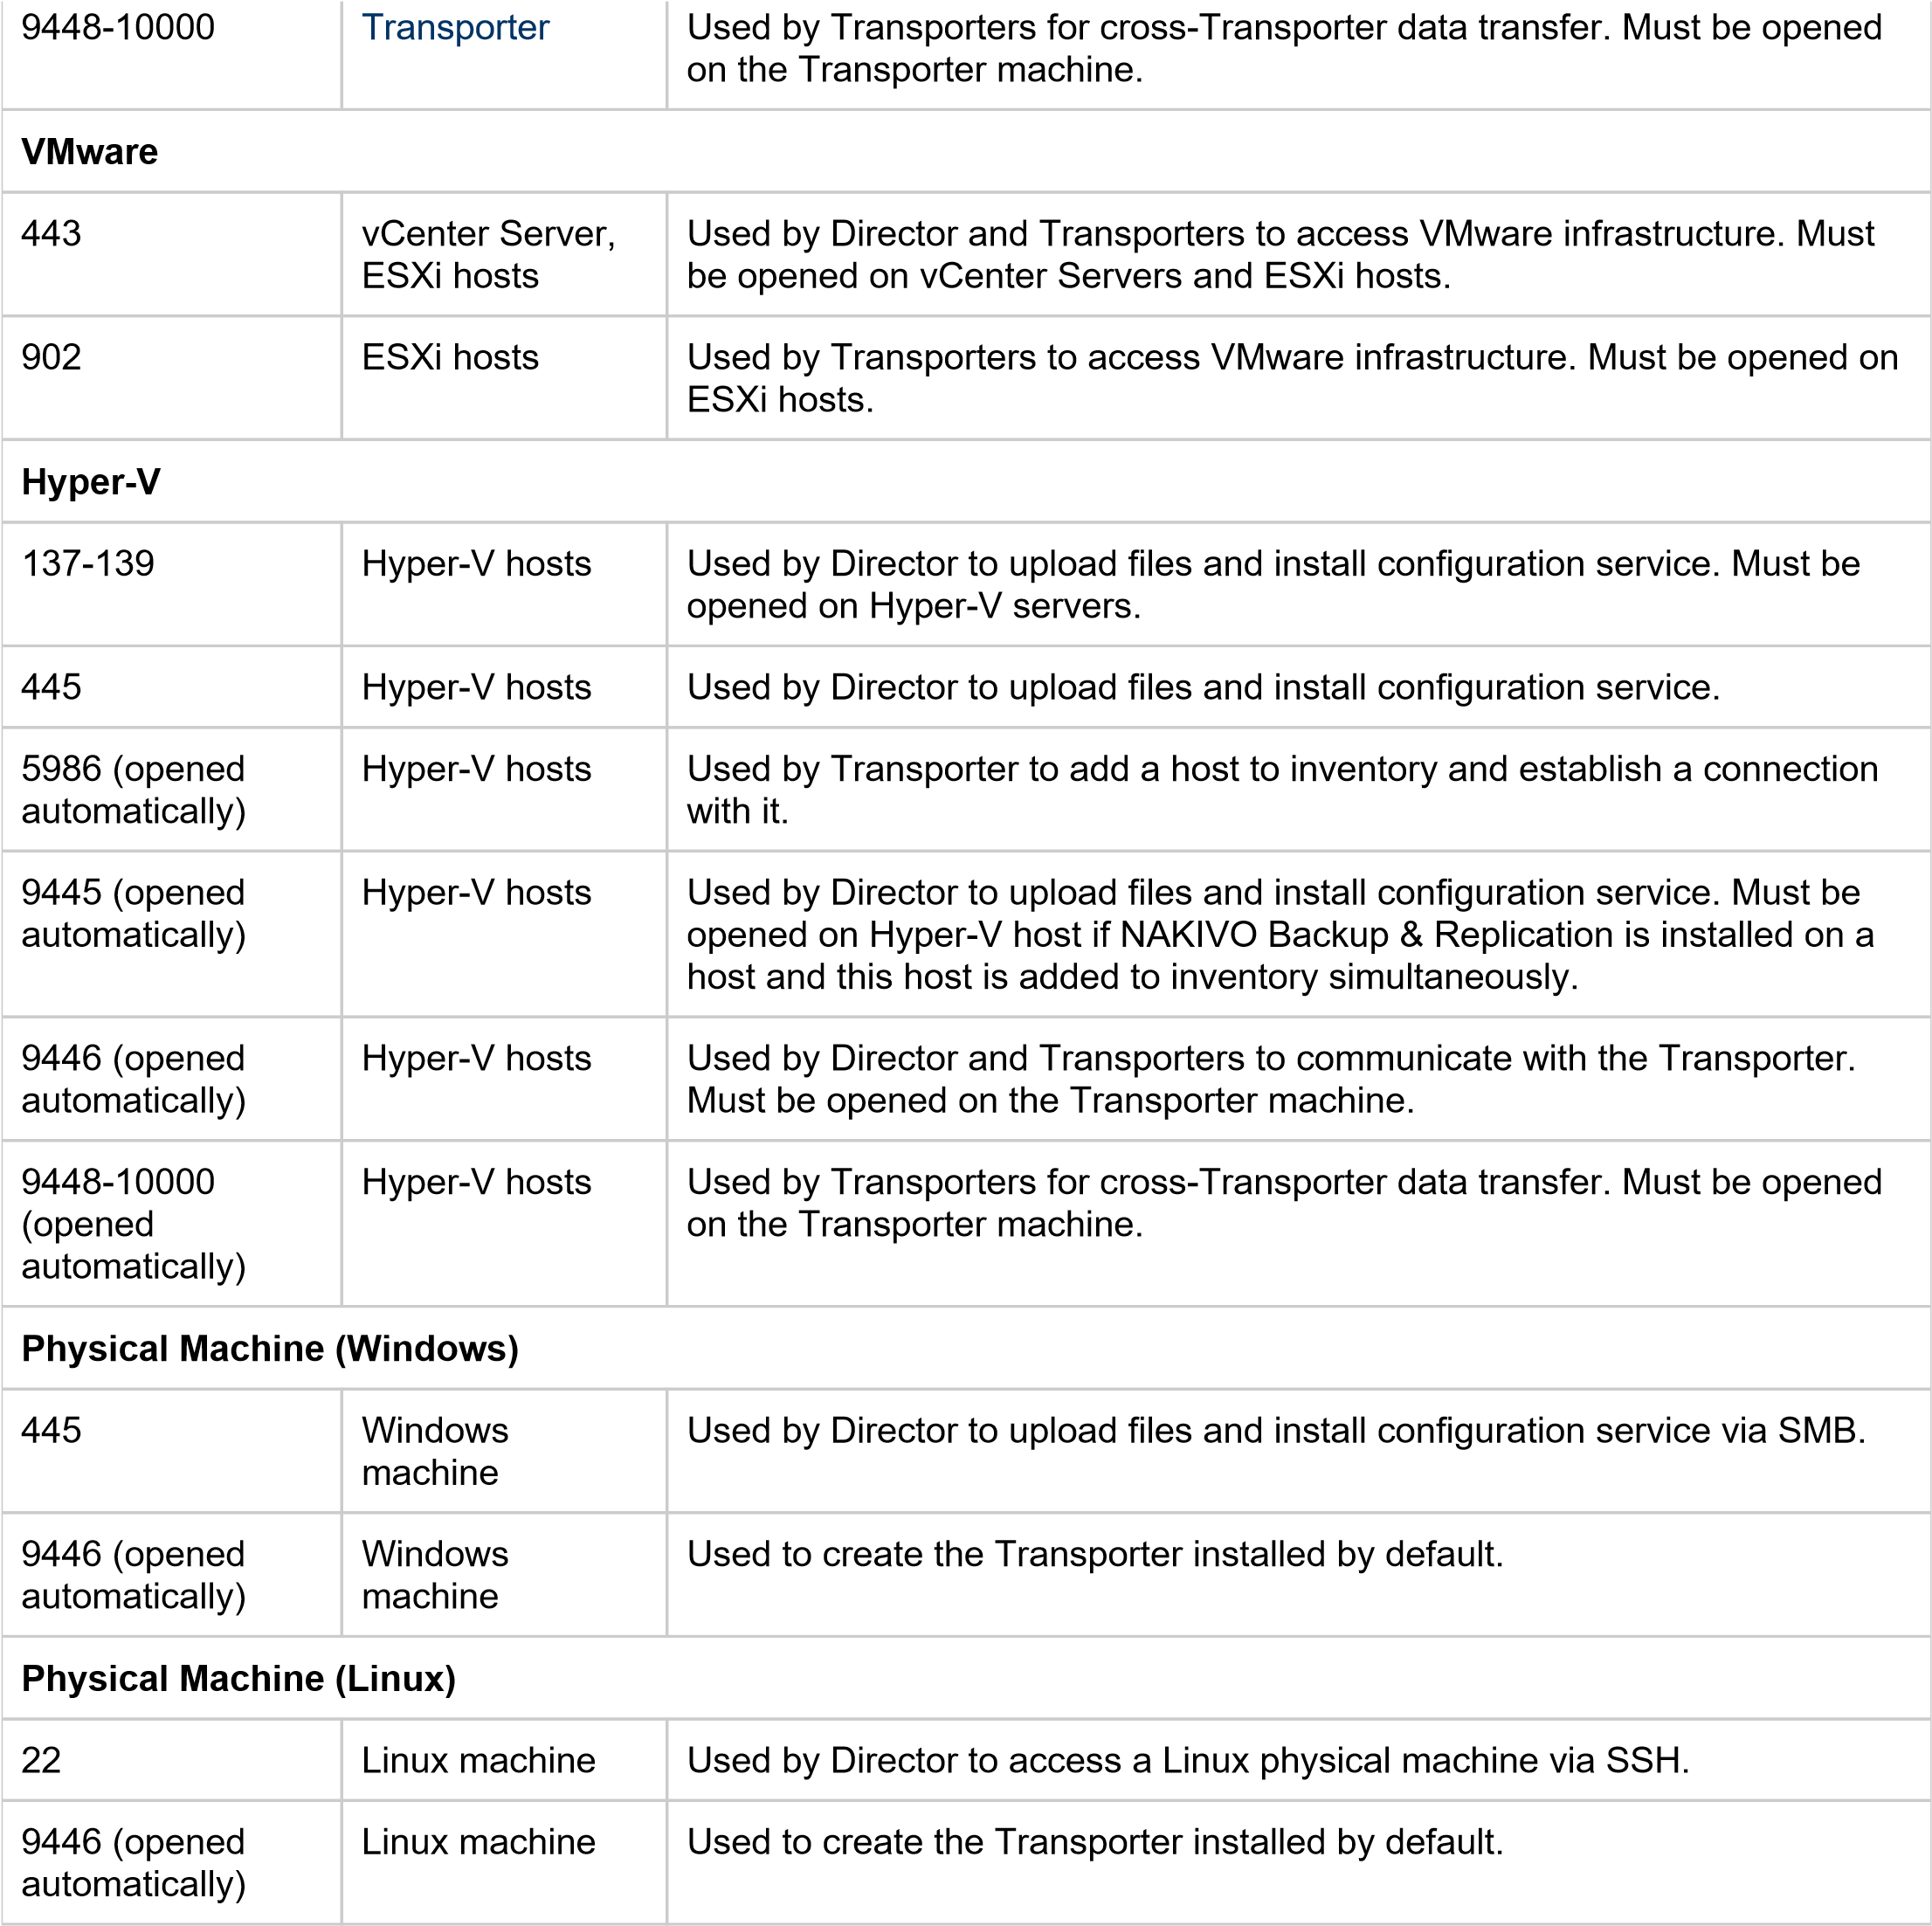 9448-10000
Transporter
Used by Transporters for cross-Transporter data transfer. Must be opened
on the Transporter machine.
VMware
443
vCenter Server,
ESXi hosts
Used by Director and Transporters to access VMware infrastructure. Must
be opened on vCenter Servers and ESXi hosts.
902
ESXi hosts
Used by Transporters to access VMware infrastructure. Must be opened on
ESXi hosts.
Hyper-V
137-139
Hyper-V hosts
Used by Director to upload files and install configuration service. Must be
opened on Hyper-V servers.
445
Hyper-V hosts
Used by Director to upload files and install configuration service.
5986 (opened
automatically)
Hyper-V hosts
Used by Transporter to add a host to inventory and establish a connection
with it.
9445 (opened
automatically)
Hyper-V hosts
Used by Director to upload files and install configuration service. Must be
opened on Hyper-V host if NAKIVO Backup & Replication is installed on a
host and this host is added to inventory simultaneously.
9446 (opened
automatically)
Hyper-V hosts
Used by Director and Transporters to communicate with the Transporter.
Must be opened on the Transporter machine.
9448-10000
(opened
automatically)
Hyper-V hosts
Used by Transporters for cross-Transporter data transfer. Must be opened
on the Transporter machine.
Physical Machine (Windows)
445
Windows
machine
Used by Director to upload files and install configuration service via SMB.
9446 (opened
automatically)
Windows
machine
Used to create the Transporter installed by default.
Physical Machine (Linux)
22
Linux machine
Used by Director to access a Linux physical machine via SSH.
9446 (opened
automatically)
Linux machine
Used to create the Transporter installed by default.